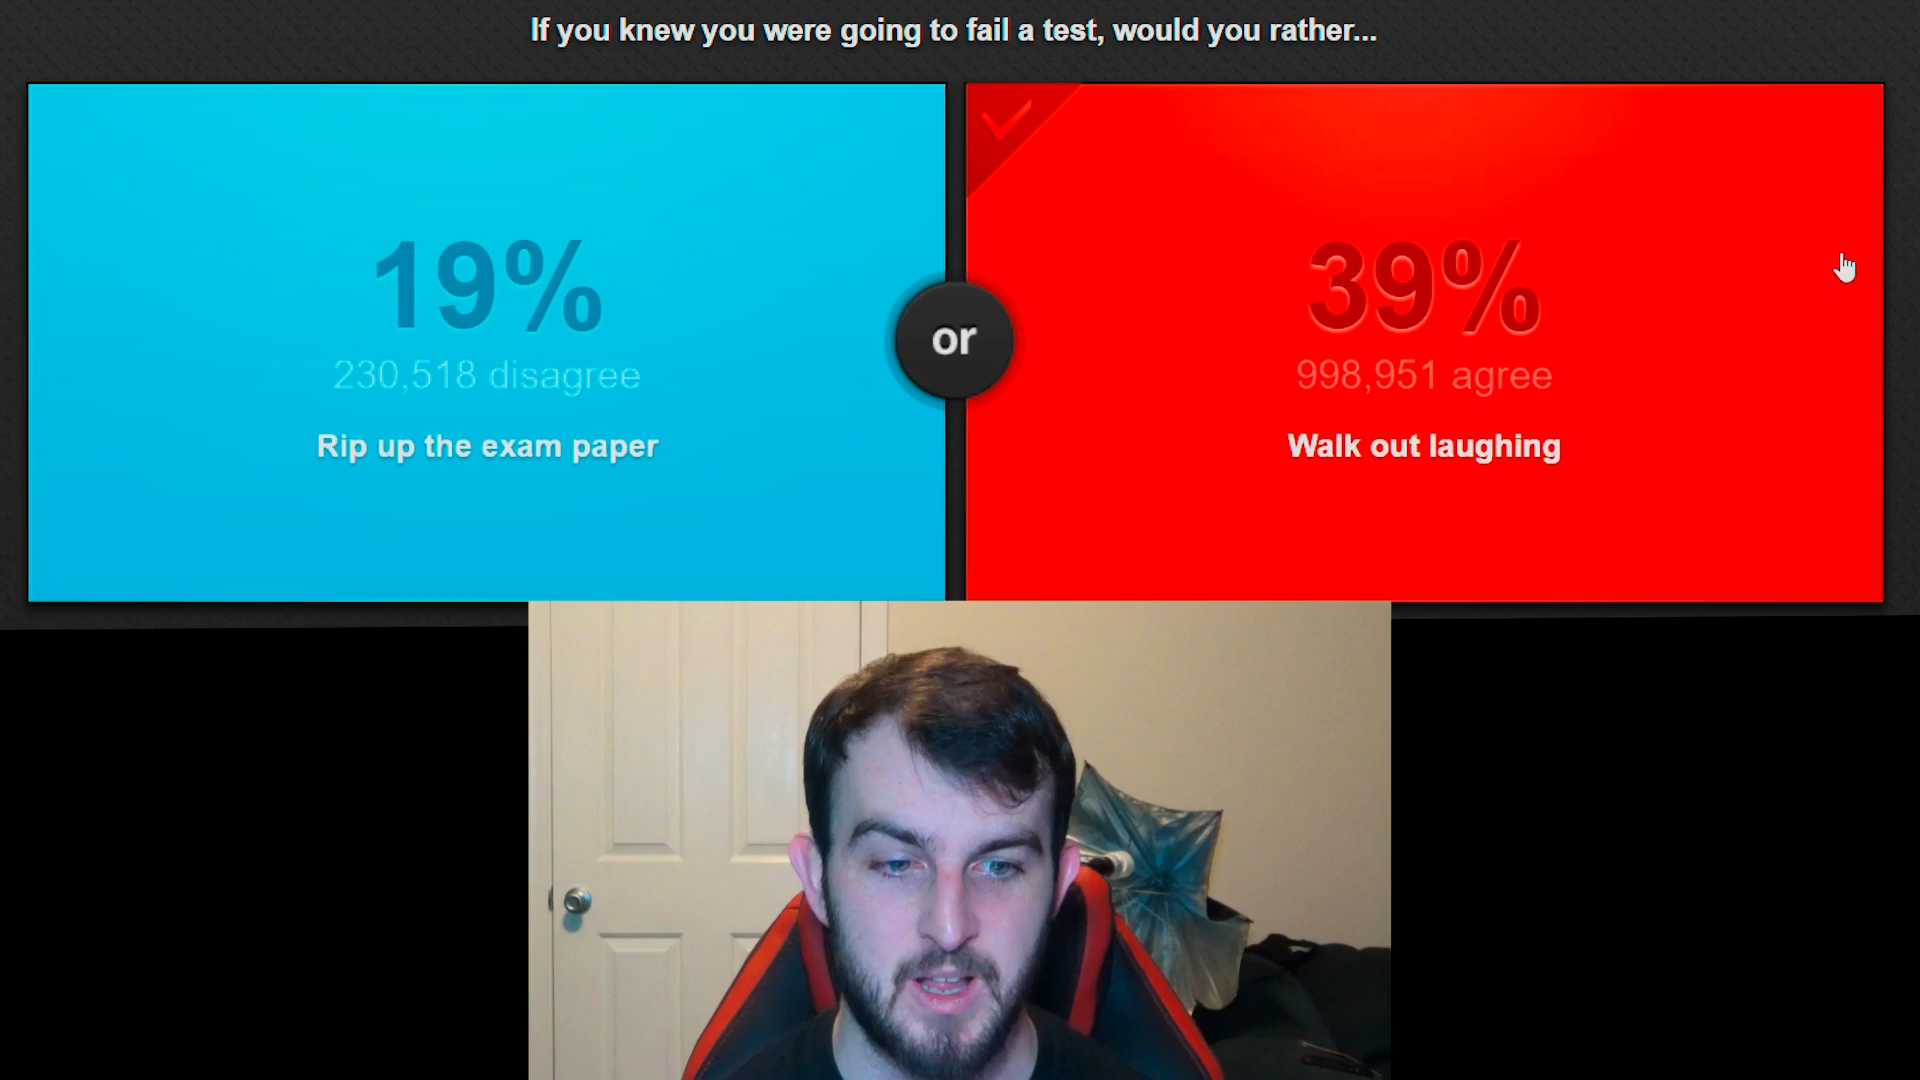 If you knew you were going to fail a test, would you rather...
19%
230,518 disagree
Rip up the exam paper
or
39%
998,951 agree
Walk out laughing